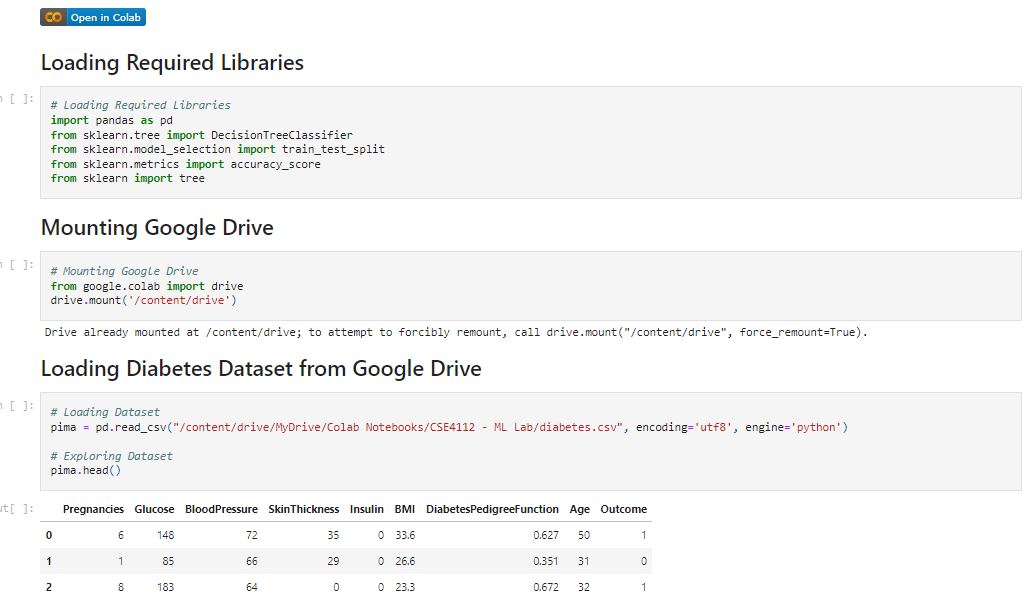 Open in Colab
Loading Required Libraries
[ ]:
# Loading Required Libraries
import pandas as pd
from sklearn.tree import DecisionTreeClassifier
from sklearn.model_selection import train_test_split
from sklearn.metrics import accuracy_score
from sklearn import tree
Mounting Google Drive
[ ]:
# Mounting Google Drive
from google.colab import drive
drive.mount('/content/drive')
Drive already mounted at /content/drive; to attempt to forcibly remount, call drive.mount("/content/drive", force_remount=True).
Loading Diabetes Dataset from Google Drive
[ ]:
# Loading Dataset
pima = pd.read_csv("/content/drive/MyDrive/Colab Notebooks/CSE4112 - ML Lab/diabetes.csv", encoding='utf8', engine='python')
# Exploring Dataset
pima.head()
ut[ ]:
Pregnancies Glucose BloodPressure SkinThickness Insulin BMI DiabetesPedigreeFunction Age Outcome
0 6 148 72 35 0 33.6 0.627 50 1
1 1 85 66 29 0 26.6 0.351 31 0
2 8 183 64 0 0 23.3 0.672 32 1